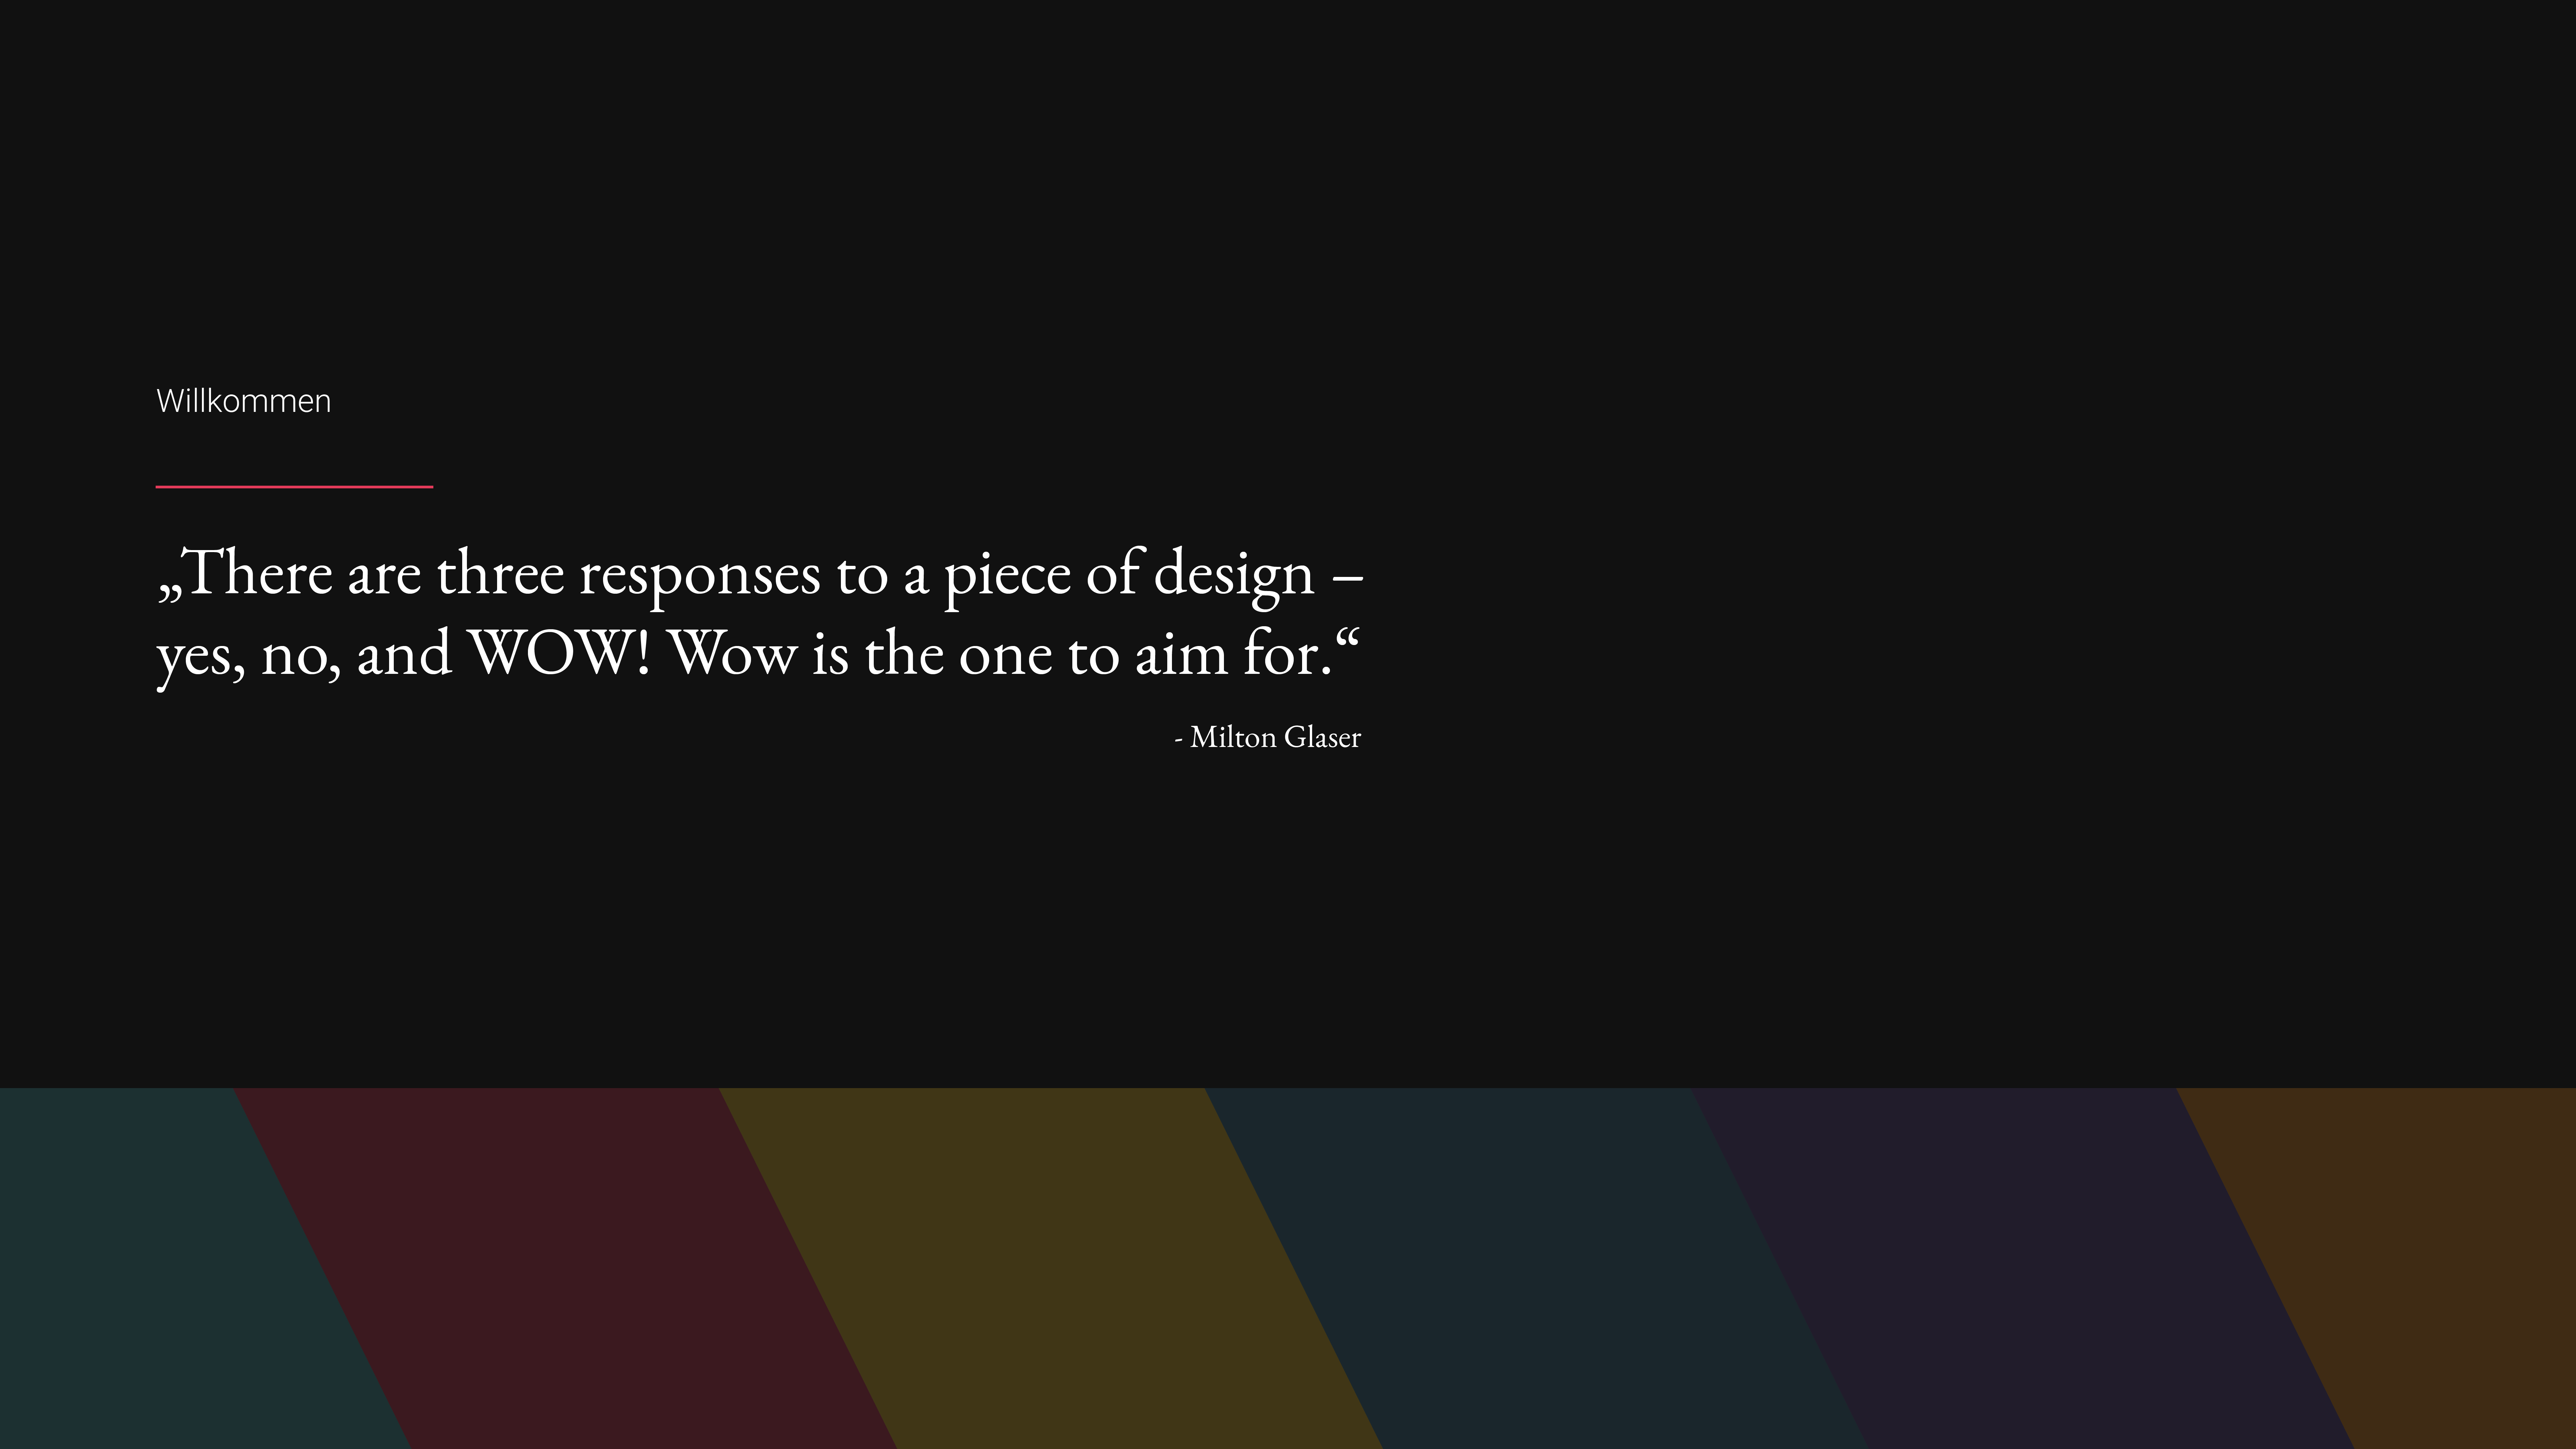 Willkommen
„There are three responses to a piece of design –
yes, no, and WOW! Wow is the one to aim for.“
- Milton Glaser